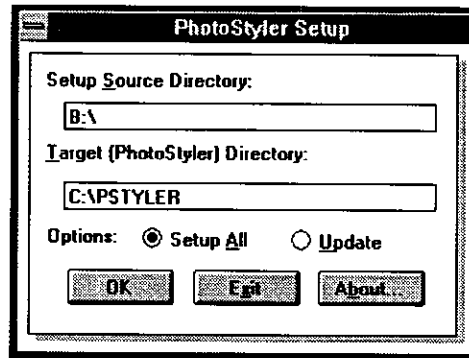 PhotoStyler Setup
Setup Source Directory:
B:\
Target (PhotoStyler) Directory:
C:\PSTYLER
Options: Setup All Update
OK Exit About...